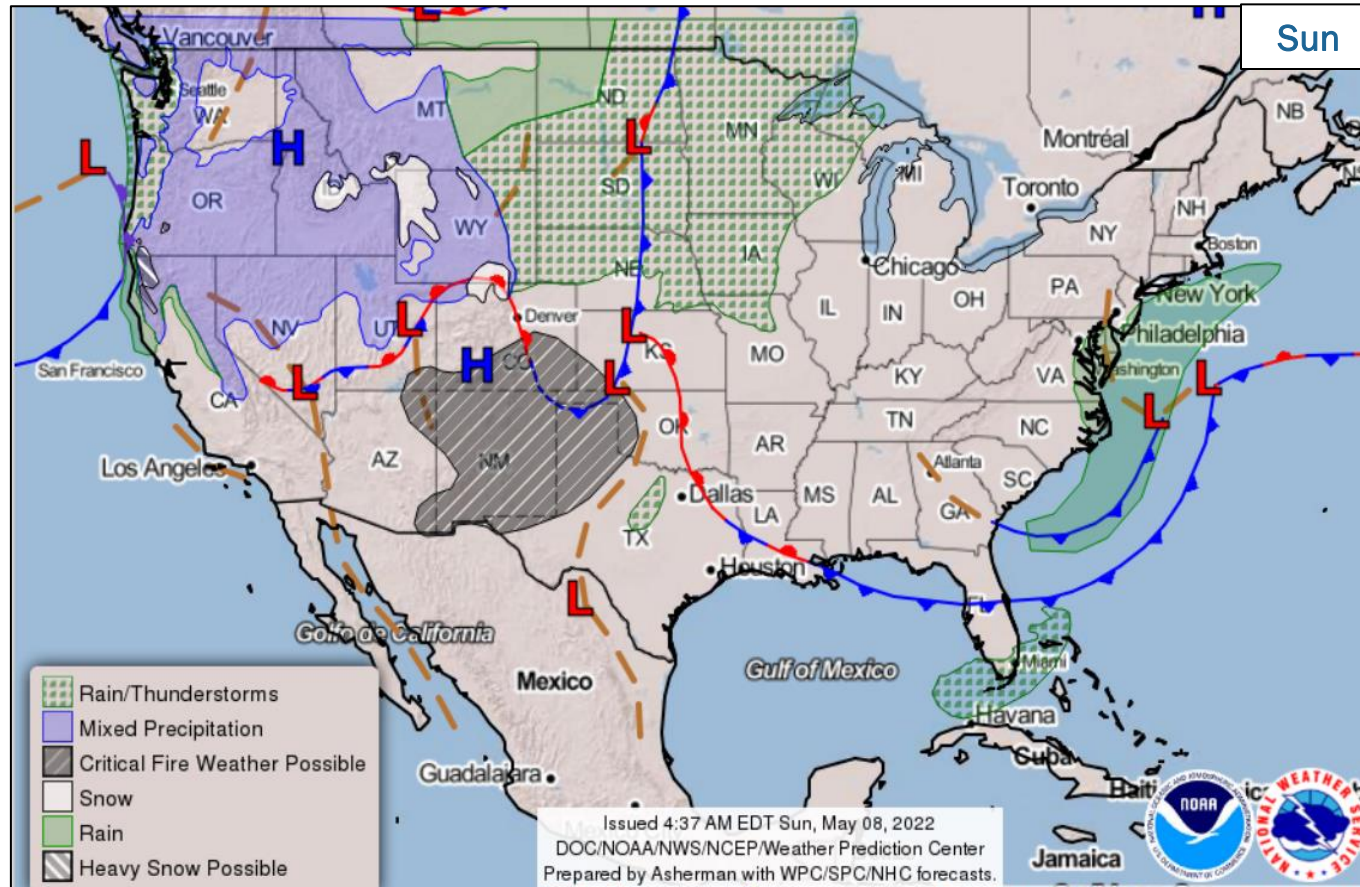 Sun
L
H
Vancouver
Seattle
WA
MT
ND
MN
Montréal
NB
L
H
L
MI
Toronto
NH
OR
SD
WI
Boston
WY
NY
IA
Chicago
NE
PA
New York
IL
IN
OH
L
Denver
L
L
Philadelphia
NV
UT
San Francisco
H
CO
KS
MO
KY
VA
Washington
L
L
L
L
CA
TN
NC
Los Angeles
AZ
NM
OK
AR
Atlanta
SC
Dallas
MS
AL
GA
LA
TX
Houston
L
FL
Golfo de California
Mexico
Gulf of Mexico
Miami
Havana
Cuba
Guadalajara
Jamaica
Rain/Thunderstorms
Mixed Precipitation
Critical Fire Weather Possible
Snow
Rain
Heavy Snow Possible
Issued 4:37 AM EDT Sun, May 08, 2022
DOC/NOAA/NWS/NCEP/Weather Prediction Center
Prepared by Asherman with WPC/SPC/NHC forecasts.
NOAA
NATIONAL WEATHER SERVICE